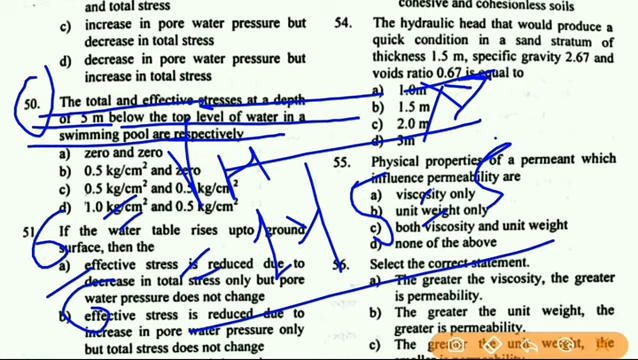 and total stress
c) increase in pore water pressure but
decrease in total stress
d) decrease in pore water pressure but
increase in total stress
50. The total and effective stresses at a depth
of 5 m below the top level of water in a
swimming pool are respectively
a) zero and zero
b) 0.5 kg/cm² and zero
c) 0.5 kg/cm² and 0.5 kg/cm²
d) 1.0 kg/cm² and 0.5 kg/cm²
51. If the water table rises upto ground
surface, then the
a) effective stress is reduced due to
decrease in total stress only but pore
water pressure does not change
b) effective stress is reduced due to
increase in pore water pressure only
but total stress does not change
cohesive and cohesionless soils
54. The hydraulic head that would produce a
quick condition in a sand stratum of
thickness 1.5 m, specific gravity 2.67 and
voids ratio 0.67 is equal to
a) 1.0m
b) 1.5 m
c) 2.0 m
d) 3m
55. Physical properties of a permeant which
influence permeability are
a) viscosity only
b) unit weight only
c) both viscosity and unit weight
d) none of the above
56. Select the correct statement.
a) The greater the viscosity, the greater
is permeability.
b) The greater the unit weight, the
greater is permeability.
c) The greater the unit weight, the